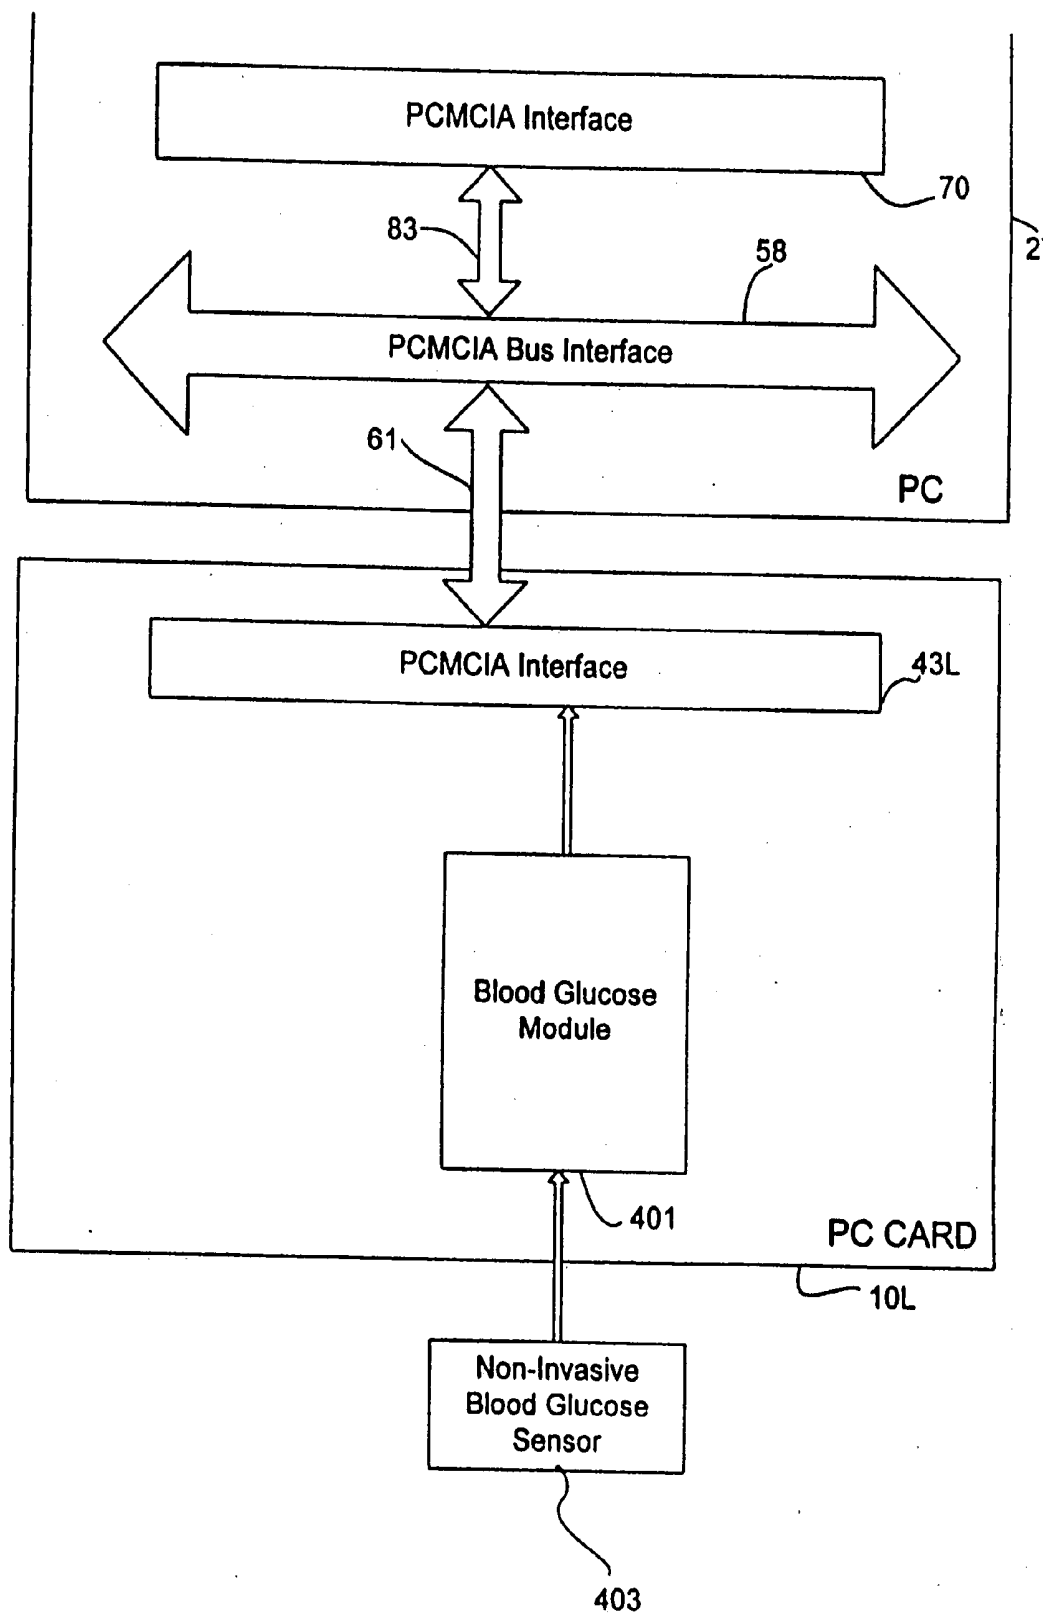 PCMCIA Interface
70
83
2
58
PCMCIA Bus Interface
61
PC
PCMCIA Interface
43L
Blood Glucose
Module
401
PC CARD
10L
Non-Invasive
Blood Glucose
Sensor
403